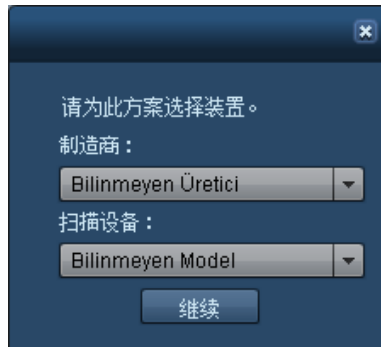 请为此方案选择装置。
制造商：
Bilinmeyen Üretici
扫描设备：
Bilinmeyen Model
继续